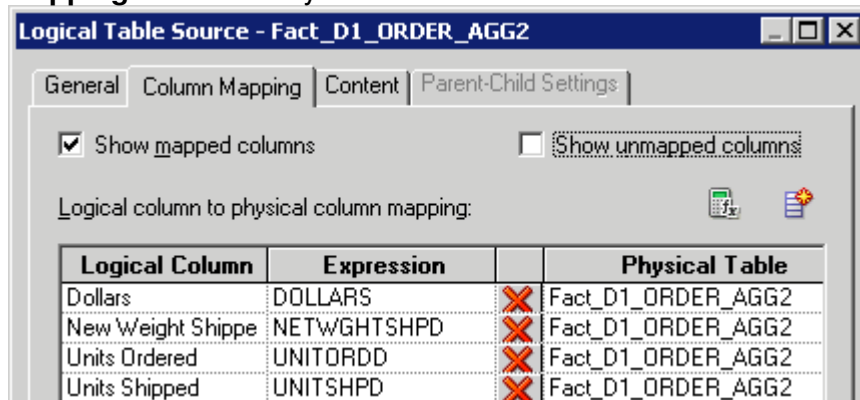 Logical Table Source - Fact_D1_ORDER_AGG2
General Column Mapping Content Parent-Child Settings
Show mapped columns Show unmapped columns
Logical column to physical column mapping:
Logical Column Expression Physical Table
Dollars DOLLARS Fact_D1_ORDER_AGG2
New Weight Shippe NETWGHTSHPD Fact_D1_ORDER_AGG2
Units Ordered UNITORDD Fact_D1_ORDER_AGG2
Units Shipped UNITSHPD Fact_D1_ORDER_AGG2